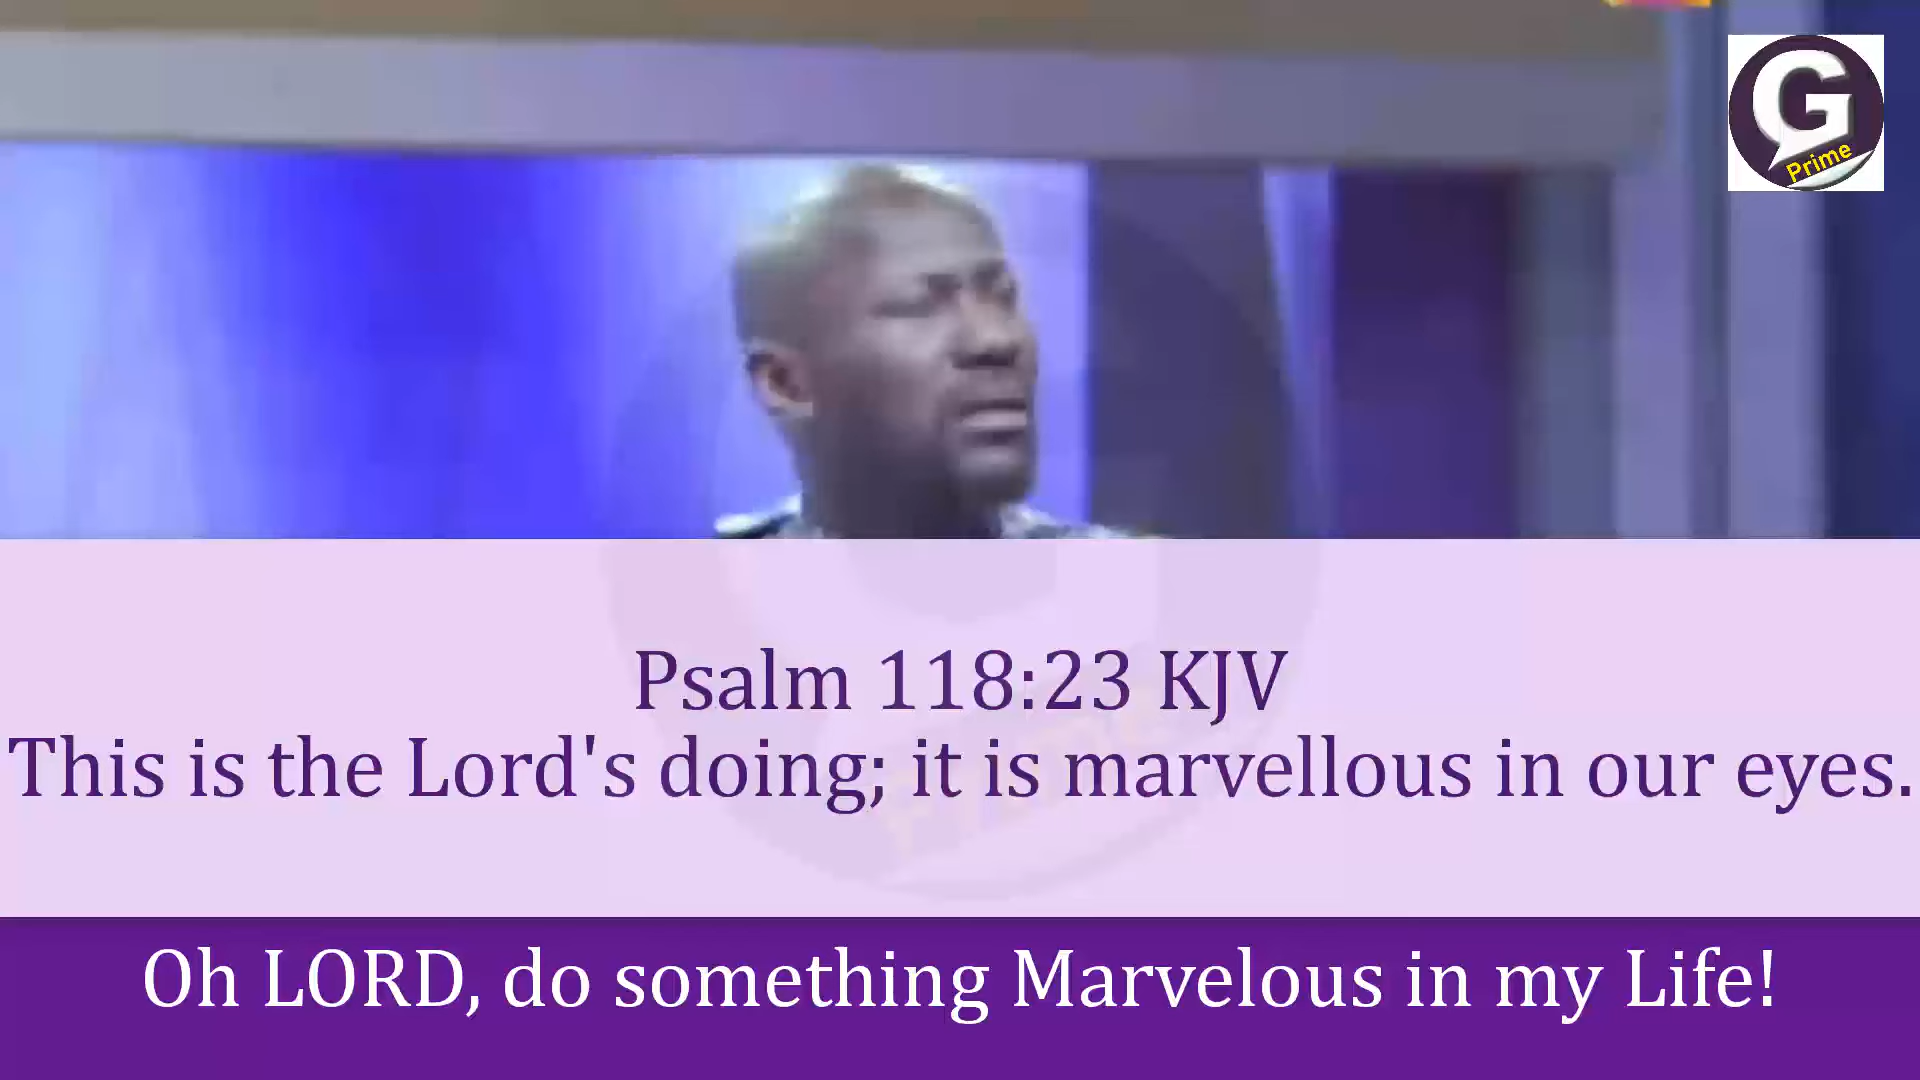 G
Prime
Psalm 118:23 KJV
This is the Lord's doing; it is marvellous in our eyes.
Oh LORD, do something Marvelous in my Life!